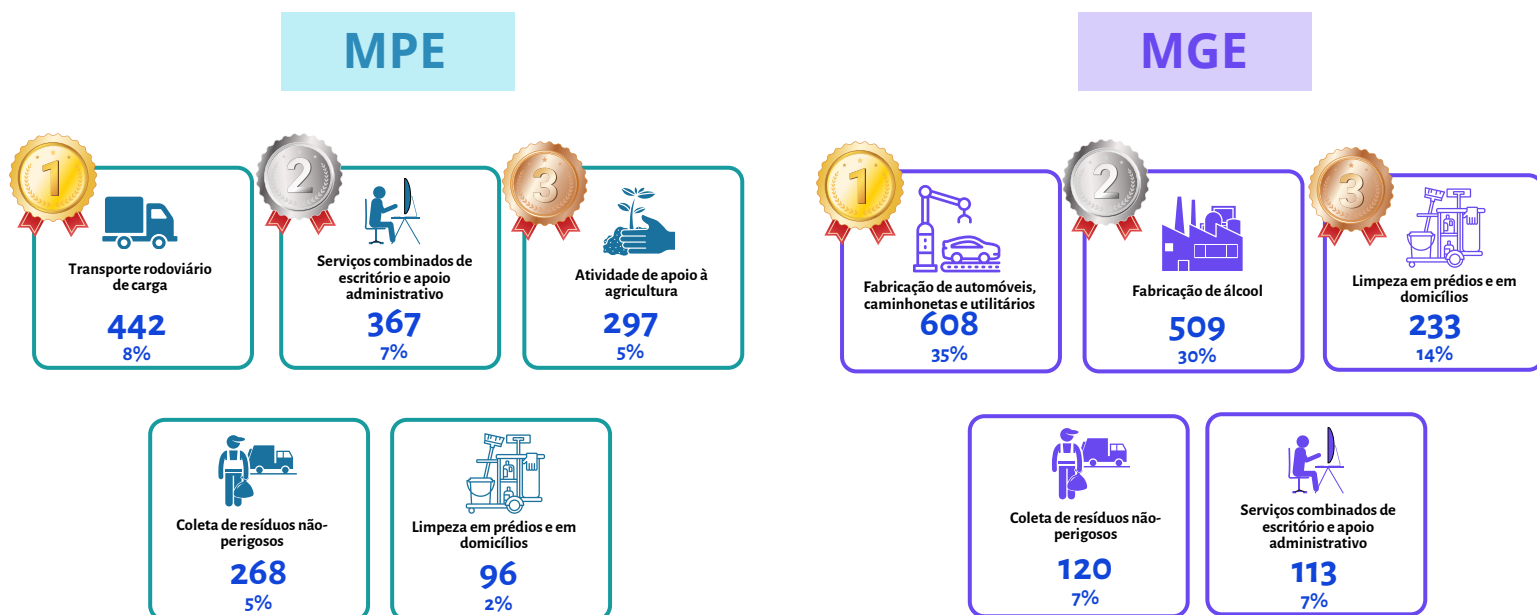 MPE
1
Transporte rodoviário
de carga
442
8%
2
Serviços combinados de
escritório e apoio
administrativo
367
7%
3
Atividade de apoio à
agricultura
297
5%
Coleta de resíduos não-
perigosos
268
5%
Limpeza em prédios e em
domicílios
96
2%
MGE
1
Fabricação de automóveis,
caminhonetas e utilitários
608
35%
2
Fabricação de álcool
509
30%
3
Limpeza em prédios e em
domicílios
233
14%
Coleta de resíduos não-
perigosos
120
7%
Serviços combinados de
escritório e apoio
administrativo
113
7%